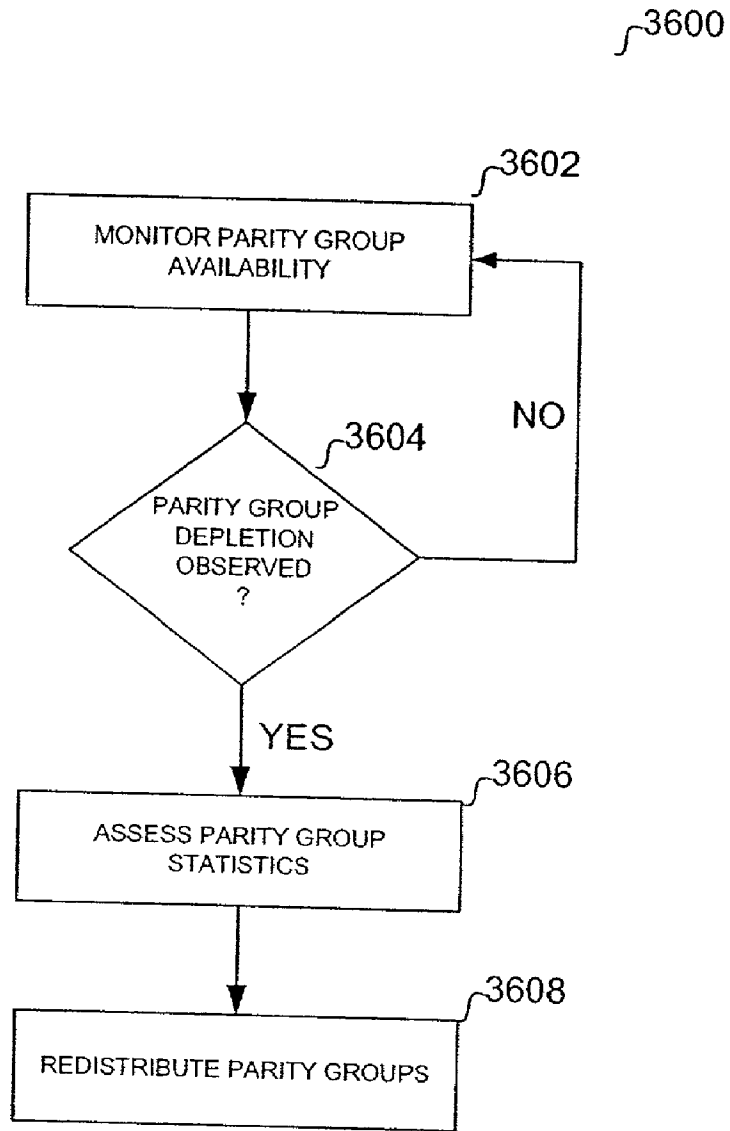 3600
3602
MONITOR PARITY GROUP
AVAILABILITY
NO
3604
PARITY GROUP
DEPLETION
OBSERVED
?
YES
3606
ASSESS PARITY GROUP
STATISTICS
3608
REDISTRIBUTE PARITY GROUPS